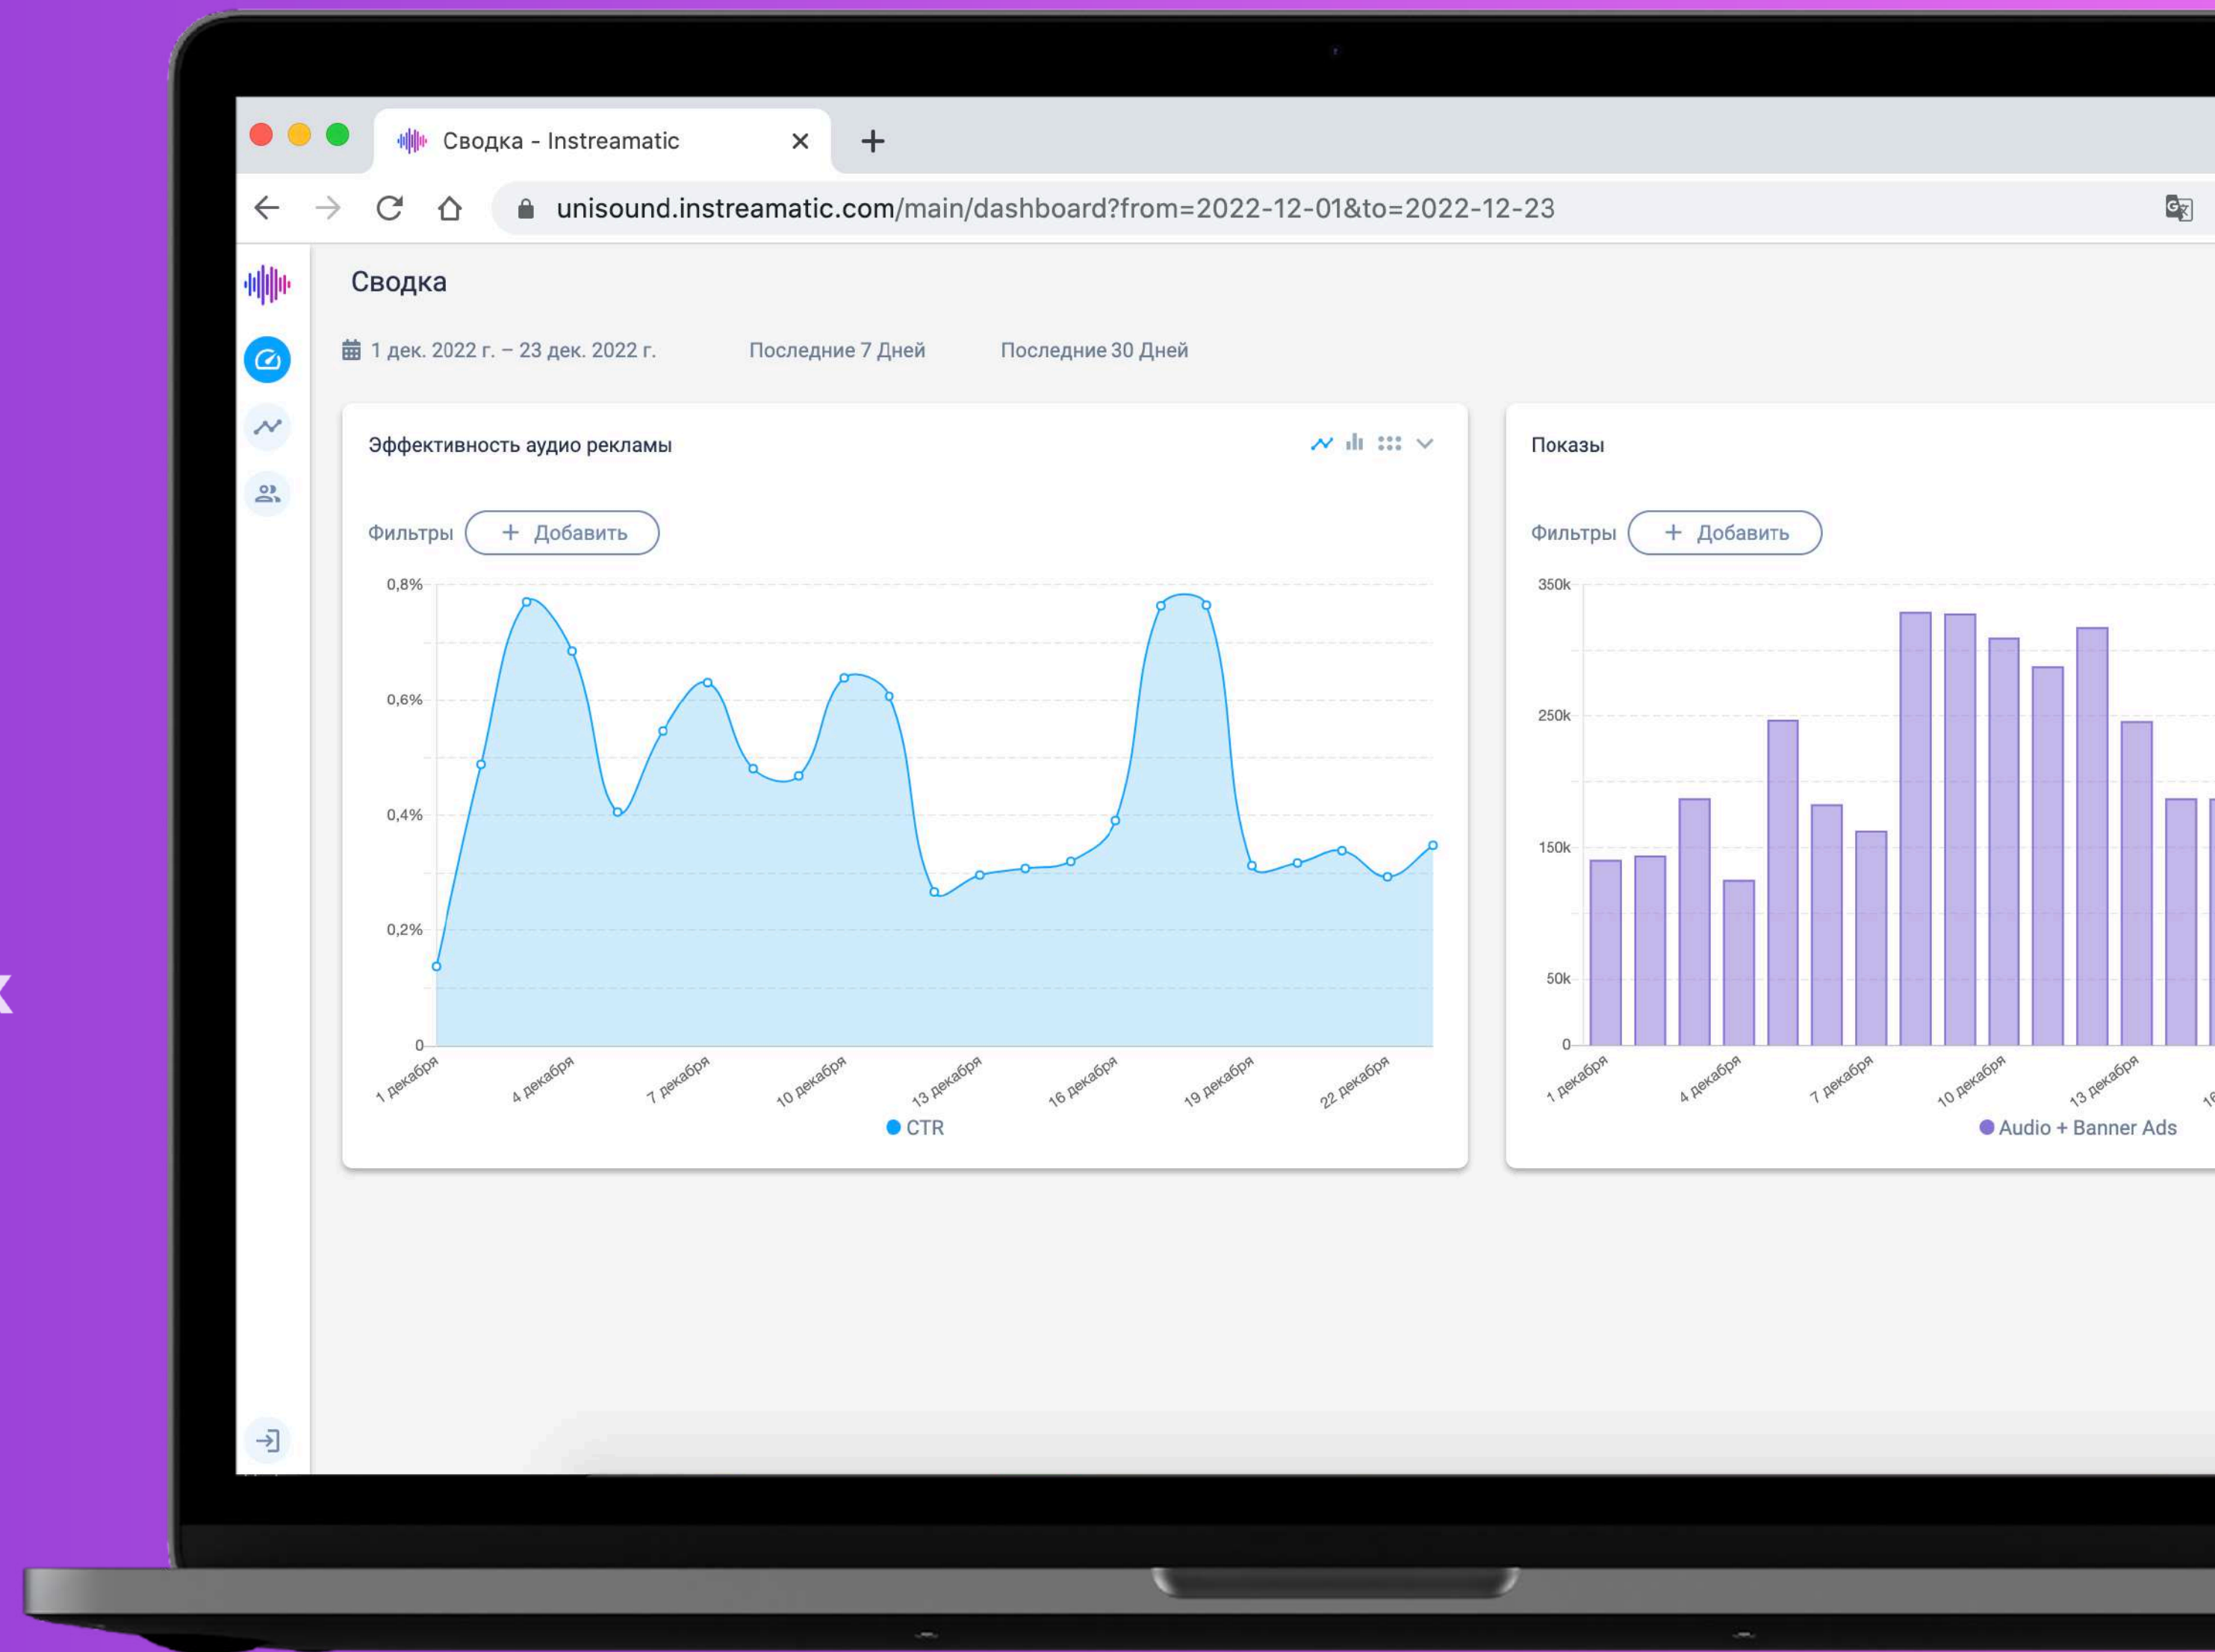 Сводка - Instreamatic
unisound.instreamatic.com/main/dashboard?from=2022-12-01&to=2022-12-23
Сводка
1 дек. 2022 г. – 23 дек. 2022 г. Последние 7 Дней Последние 30 Дней
Эффективность аудио рекламы
Фильтры + Добавить
0,8%
0,6%
0,4%
0,2%
0
1 декабря 4 декабря 7 декабря 10 декабря 13 декабря 16 декабря 19 декабря 22 декабря
CTR
Показы
Фильтры + Добавить
350k
250k
150k
50k
0
1 декабря 4 декабря 7 декабря 10 декабря 13 декабря
Audio + Banner Ads